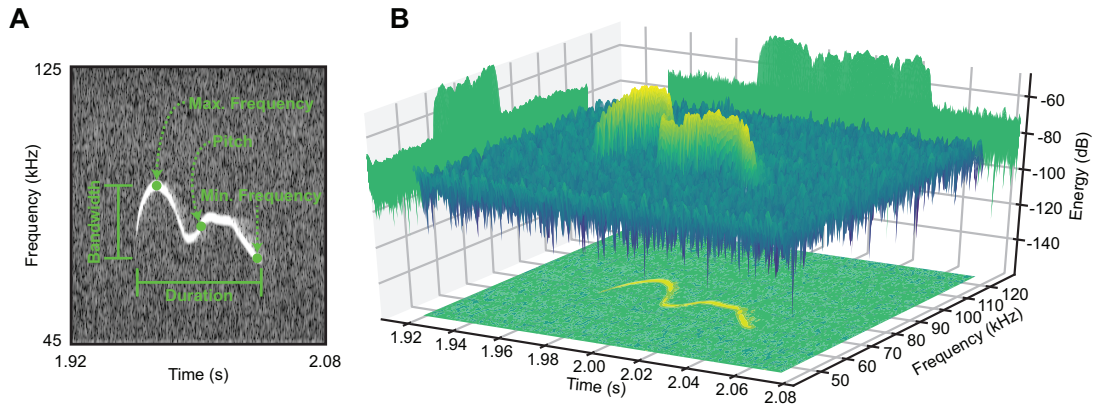 A
125
Frequency (kHz)
45
1.92
2.08
Time (s)
Max. Frequency
Pitch
Min. Frequency
Bandwidth
Duration
B
-60
-80
-100
-120
-140
Energy (dB)
1.92
1.94
1.96
1.98
2.00
2.02
2.04
2.06
2.08
Time (s)
50
60
70
80
90
100
110
120
Frequency (kHz)